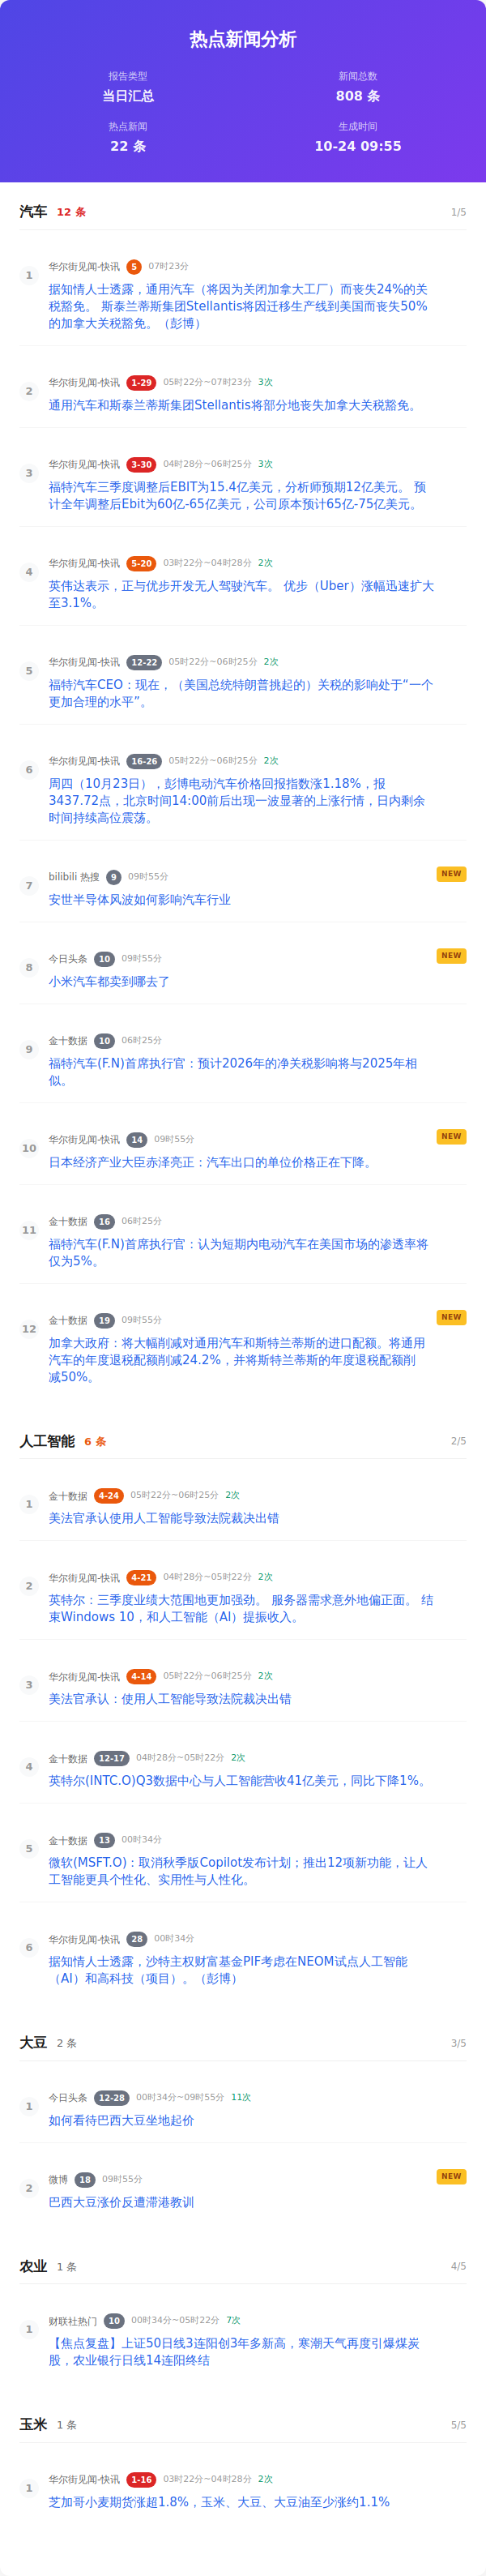 热点新闻分析
报告类型
当日汇总
新闻总数
808 条
热点新闻
22 条
生成时间
10-24 09:55
汽车 12 条 1/5
1
华尔街见闻-快讯 5 07时23分
据知情人士透露，通用汽车（将因为关闭加拿大工厂）而丧失24%的关
税豁免。 斯泰兰蒂斯集团Stellantis将因迁移生产线到美国而丧失50%
的加拿大关税豁免。（彭博）
2
华尔街见闻-快讯 1-29 05时22分~07时23分 3次
通用汽车和斯泰兰蒂斯集团Stellantis将部分地丧失加拿大关税豁免。
3
华尔街见闻-快讯 3-30 04时28分~06时25分 3次
福特汽车三季度调整后EBIT为15.4亿美元，分析师预期12亿美元。 预
计全年调整后Ebit为60亿-65亿美元，公司原本预计65亿-75亿美元。
4
华尔街见闻-快讯 5-20 03时22分~04时28分 2次
英伟达表示，正与优步开发无人驾驶汽车。 优步（Uber）涨幅迅速扩大
至3.1%。
5
华尔街见闻-快讯 12-22 05时22分~06时25分 2次
福特汽车CEO：现在，（美国总统特朗普挑起的）关税的影响处于“一个
更加合理的水平”。
6
华尔街见闻-快讯 16-26 05时22分~06时25分 2次
周四（10月23日），彭博电动汽车价格回报指数涨1.18%，报
3437.72点，北京时间14:00前后出现一波显著的上涨行情，日内剩余
时间持续高位震荡。
7
bilibili 热搜 9 09时55分 NEW
安世半导体风波如何影响汽车行业
8
今日头条 10 09时55分 NEW
小米汽车都卖到哪去了
9
金十数据 10 06时25分
福特汽车(F.N)首席执行官：预计2026年的净关税影响将与2025年相
似。
10
华尔街见闻-快讯 14 09时55分 NEW
日本经济产业大臣赤泽亮正：汽车出口的单位价格正在下降。
11
金十数据 16 06时25分
福特汽车(F.N)首席执行官：认为短期内电动汽车在美国市场的渗透率将
仅为5%。
12
金十数据 19 09时55分 NEW
加拿大政府：将大幅削减对通用汽车和斯特兰蒂斯的进口配额。将通用
汽车的年度退税配额削减24.2%，并将斯特兰蒂斯的年度退税配额削
减50%。
人工智能 6 条 2/5
1
金十数据 4-24 05时22分~06时25分 2次
美法官承认使用人工智能导致法院裁决出错
2
华尔街见闻-快讯 4-21 04时28分~05时22分 2次
英特尔：三季度业绩大范围地更加强劲。 服务器需求意外地偏正面。 结
束Windows 10，和人工智能（AI）提振收入。
3
华尔街见闻-快讯 4-14 05时22分~06时25分 2次
美法官承认：使用人工智能导致法院裁决出错
4
金十数据 12-17 04时28分~05时22分 2次
英特尔(INTC.O)Q3数据中心与人工智能营收41亿美元，同比下降1%。
5
金十数据 13 00时34分
微软(MSFT.O)：取消秋季版Copilot发布计划；推出12项新功能，让人
工智能更具个性化、实用性与人性化。
6
华尔街见闻-快讯 28 00时34分
据知情人士透露，沙特主权财富基金PIF考虑在NEOM试点人工智能
（AI）和高科技（项目）。（彭博）
大豆 2 条 3/5
1
今日头条 12-28 00时34分~09时55分 11次
如何看待巴西大豆坐地起价
2
微博 18 09时55分 NEW
巴西大豆涨价反遭滞港教训
农业 1 条 4/5
1
财联社热门 10 00时34分~05时22分 7次
【焦点复盘】上证50日线3连阳创3年多新高，寒潮天气再度引爆煤炭
股，农业银行日线14连阳终结
玉米 1 条 5/5
1
华尔街见闻-快讯 1-16 03时22分~04时28分 2次
芝加哥小麦期货涨超1.8%，玉米、大豆、大豆油至少涨约1.1%